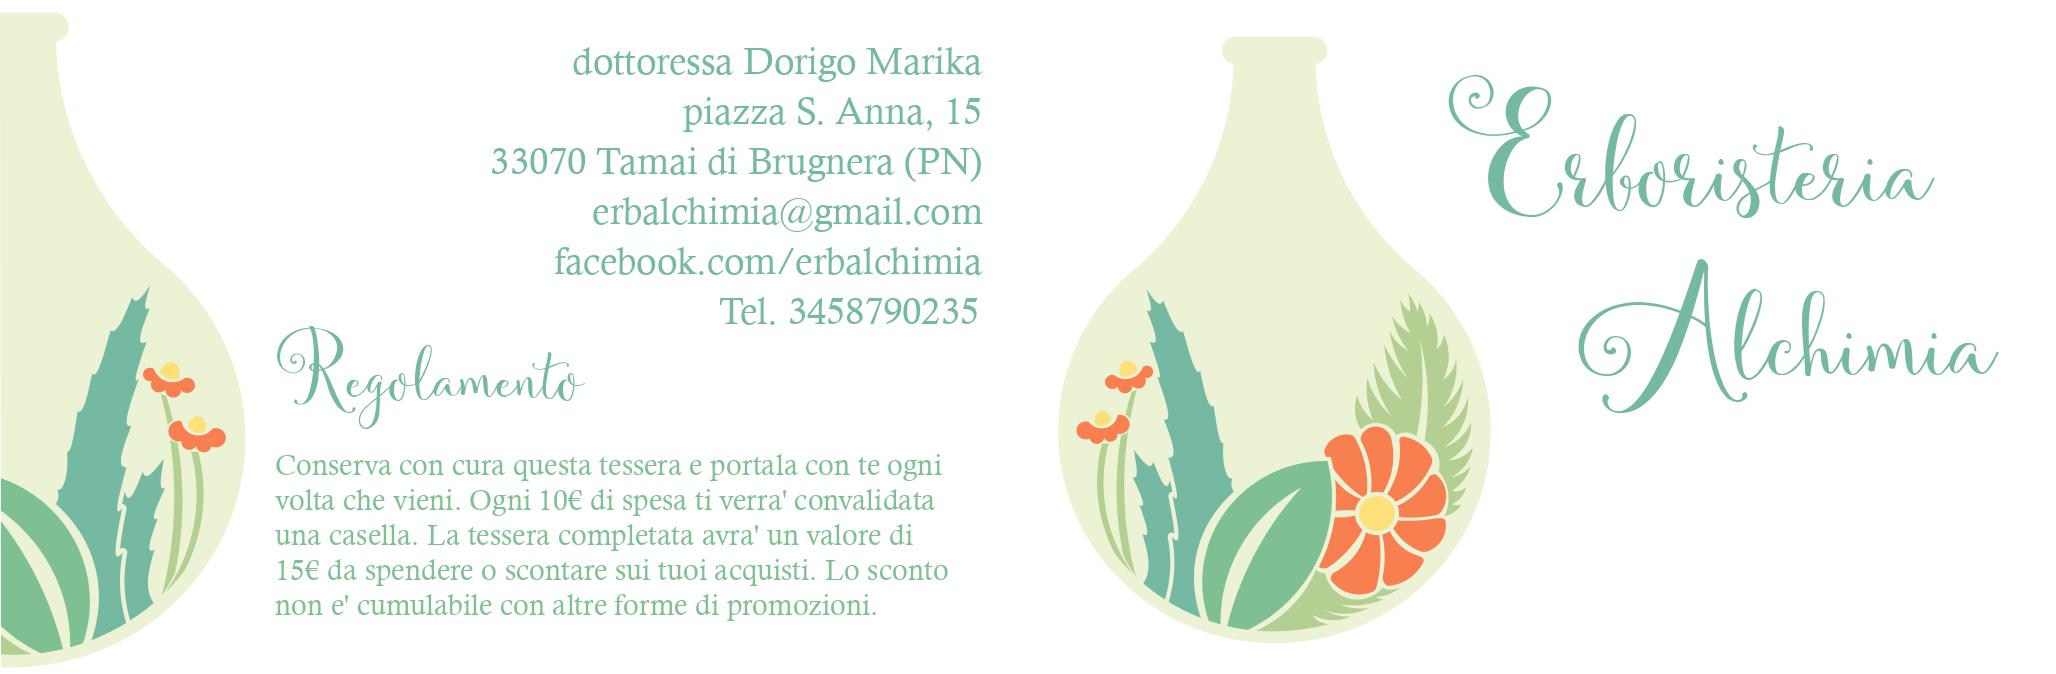 dottoressa Dorigo Marika
piazza S. Anna, 15
33070 Tamai di Brugnera (PN)
erbalchimia@gmail.com
facebook.com/erbalchimia
Tel. 3458790235
Regolamento
Conserva con cura questa tessera e portala con te ogni
volta che vieni. Ogni 10€ di spesa ti verra' convalidata
una casella. La tessera completata avra' un valore di
15€ da spendere o scontare sui tuoi acquisti. Lo sconto
non e' cumulabile con altre forme di promozioni.
Erboristeria
Alchimia